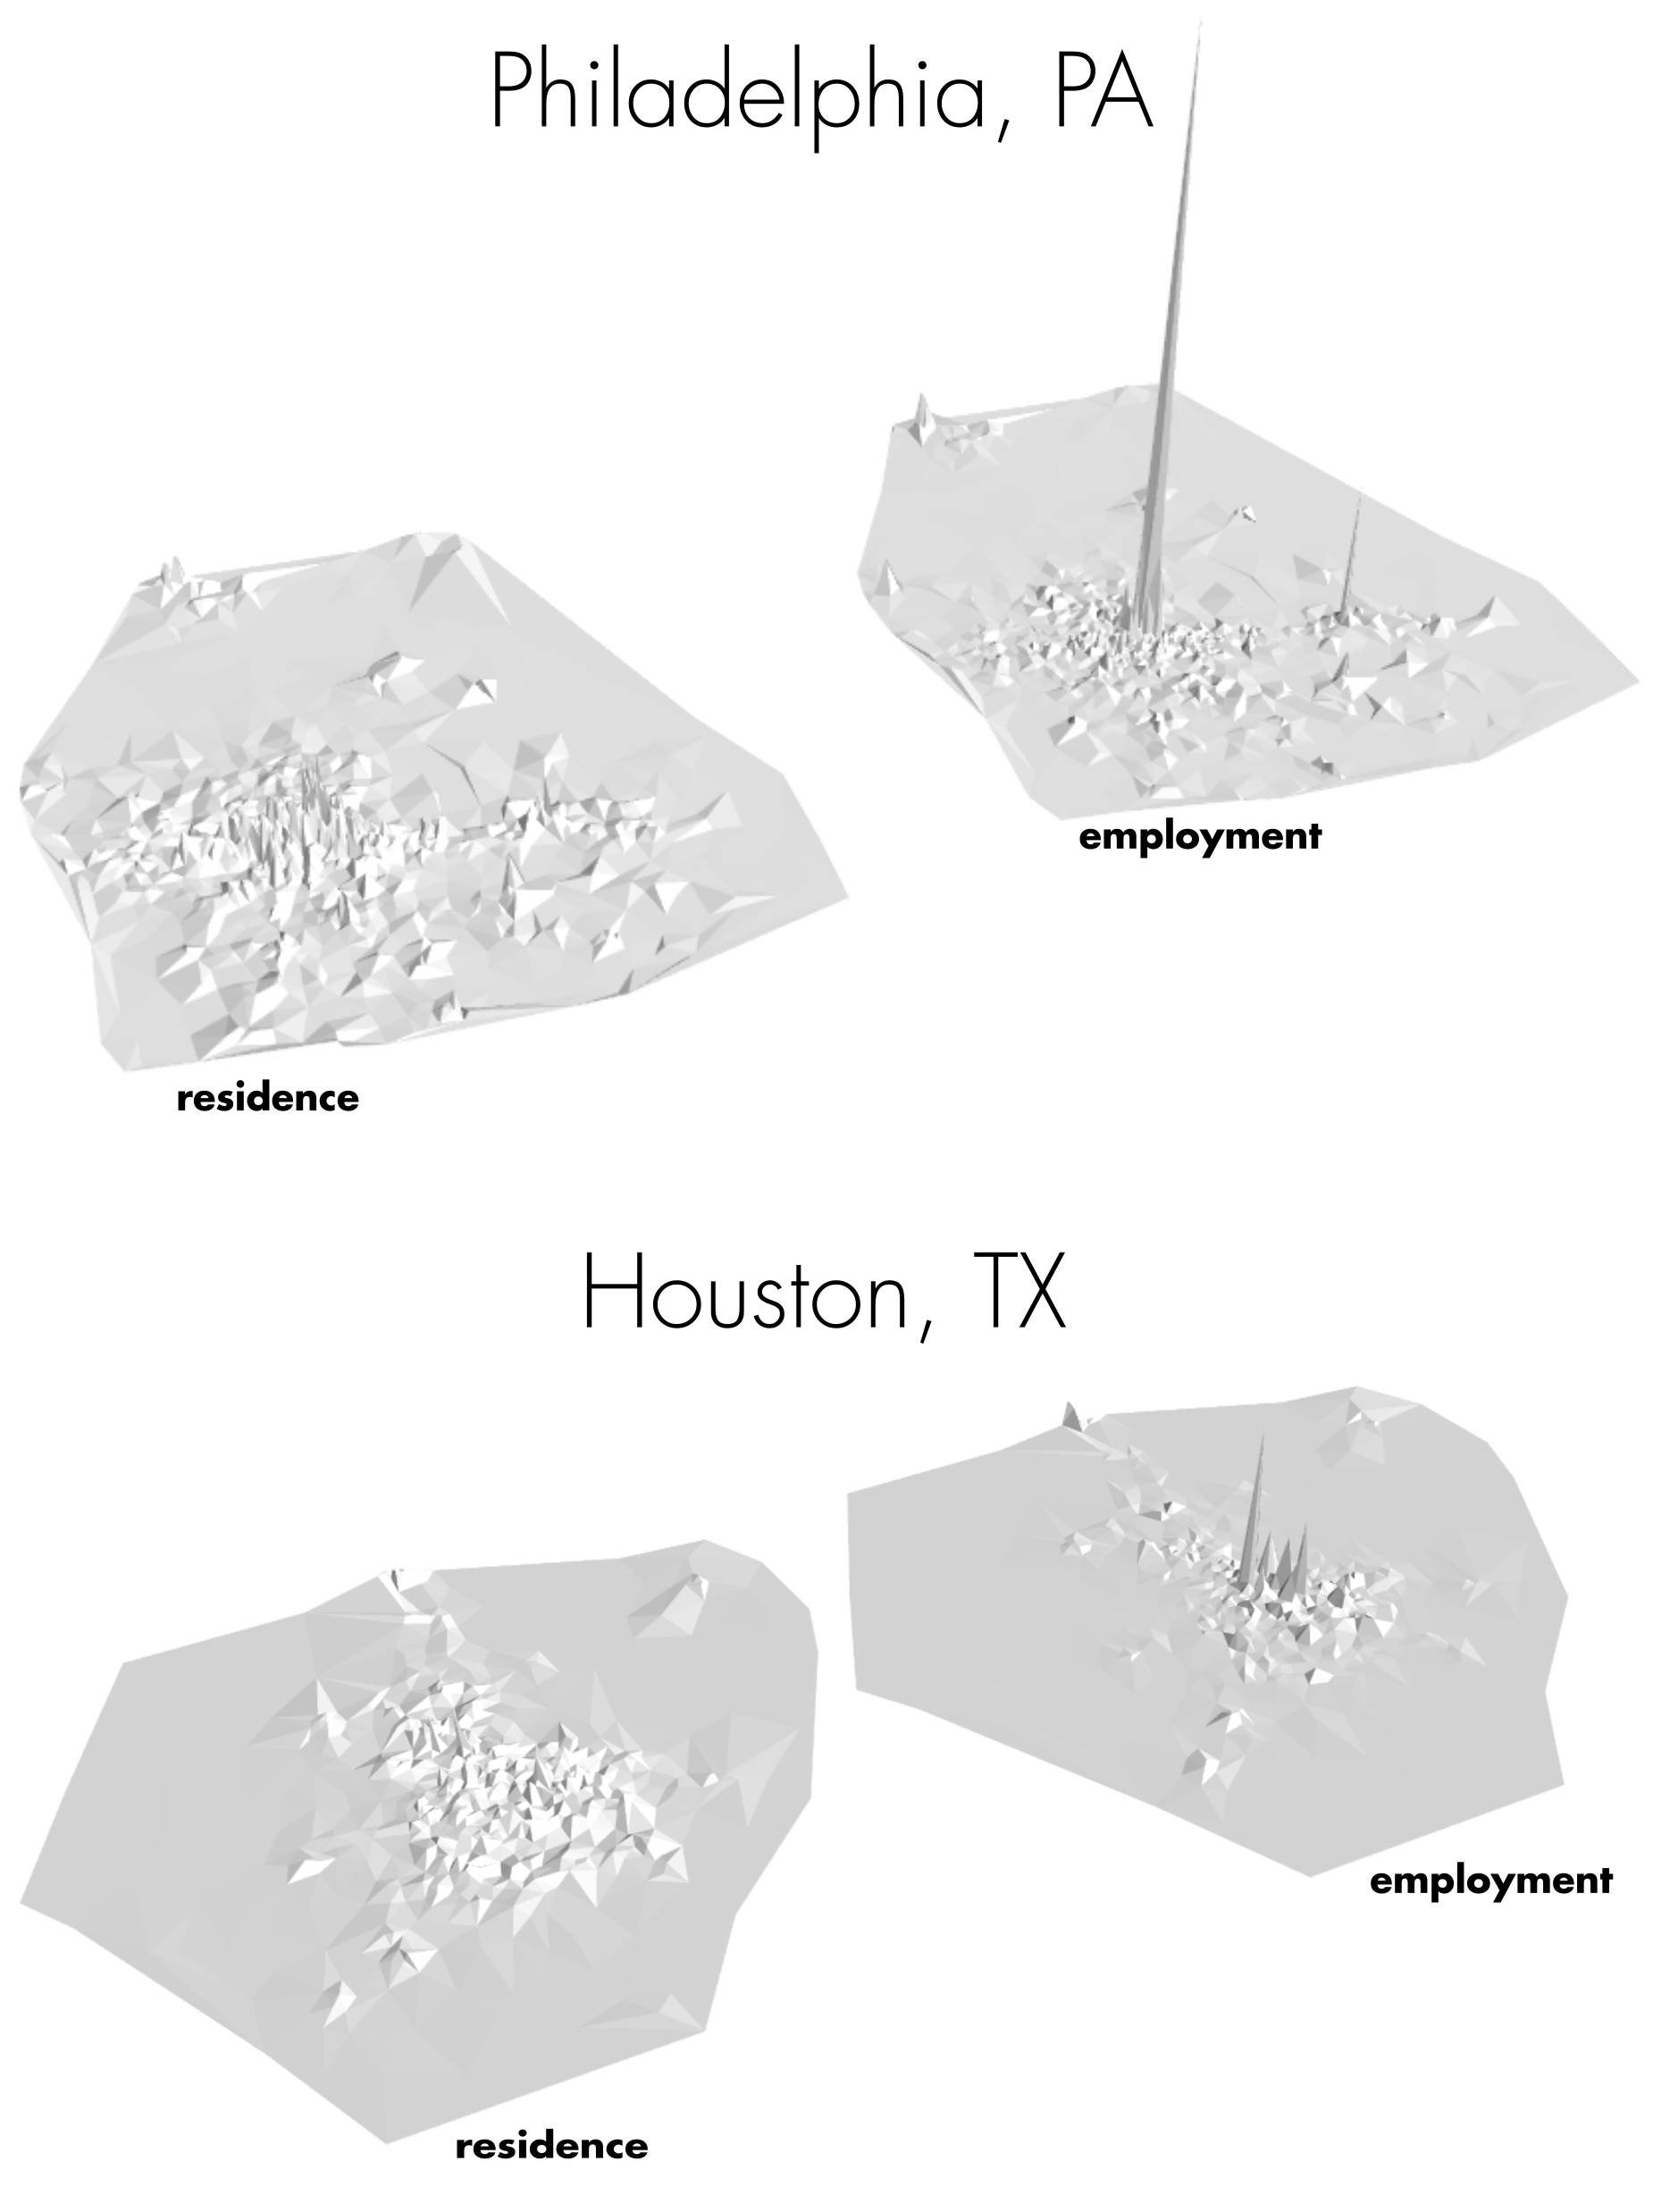 Philadelphia, PA
employment
residence
Houston, TX
employment
residence